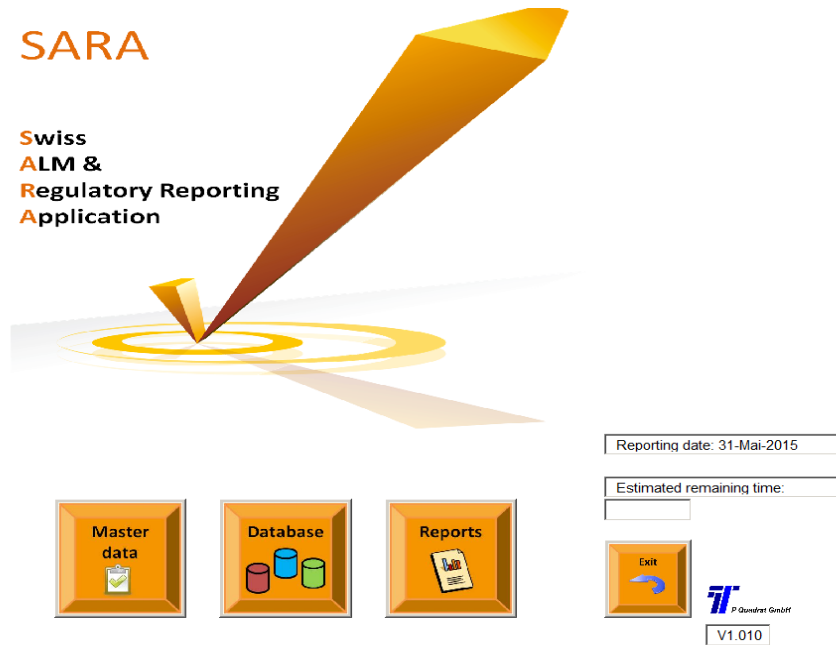 SARA
Swiss
ALM &
Regulatory Reporting
Application
Reporting date: 31-Mai-2015
Estimated remaining time:
Master
data
Database
Reports
Exit
P Quadrat GmbH
V1.010